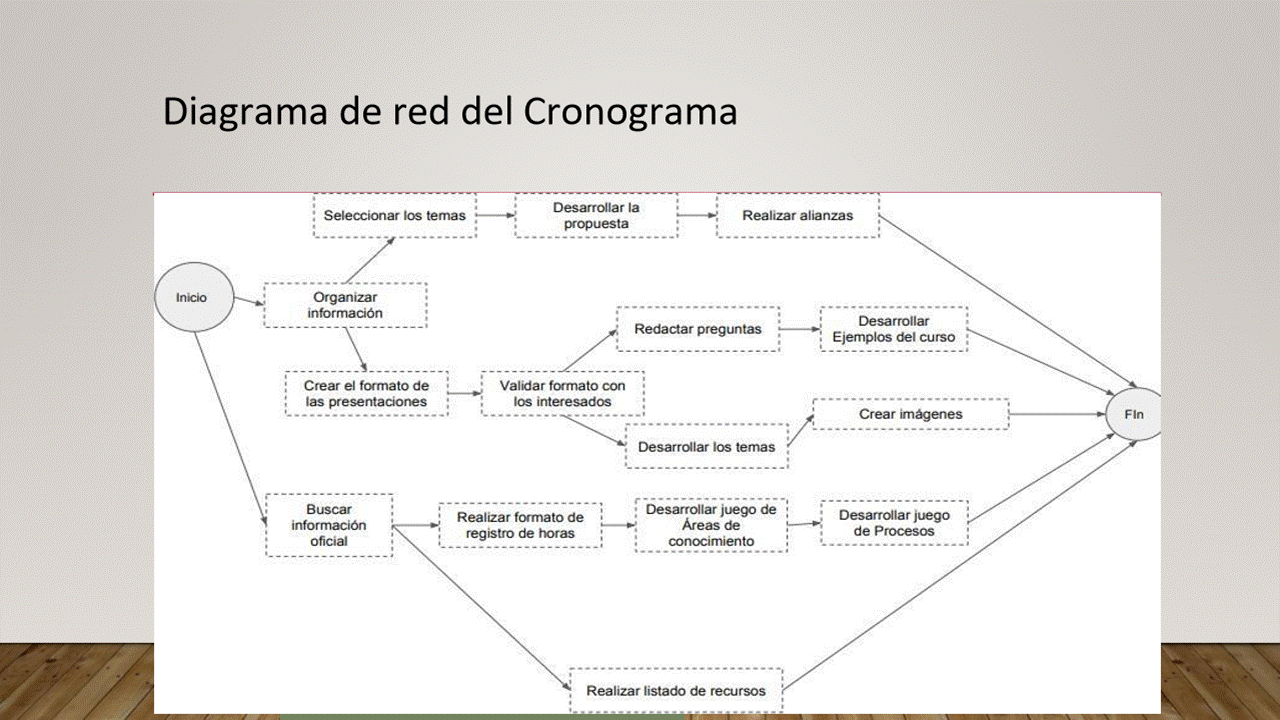 Diagrama de red del Cronograma
Seleccionar los temas
Desarrollar la
propuesta
Realizar alianzas
Inicio
Organizar
información
Redactar preguntas
Desarrollar
Ejemplos del curso
Crear el formato de
las presentaciones
Validar formato con
los interesados
Crear imágenes
FIn
Desarrollar los temas
Buscar
información
oficial
Realizar formato de
registro de horas
Desarrollar juego de
Áreas de
conocimiento
Desarrollar juego
de Procesos
Realizar listado de recursos